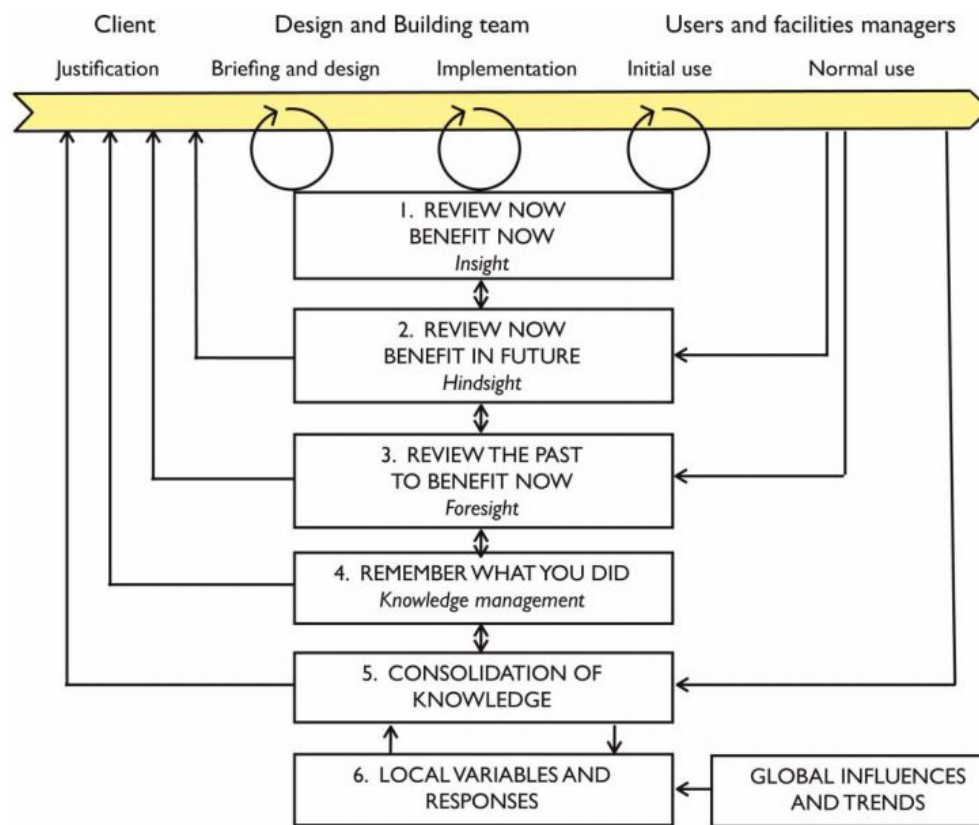 Client Design and Building team Users and facilities managers
Justification Briefing and design Implementation Initial use Normal use
1. REVIEW NOW
BENEFIT NOW
Insight
2. REVIEW NOW
BENEFIT IN FUTURE
Hindsight
3. REVIEW THE PAST
TO BENEFIT NOW
Foresight
4. REMEMBER WHAT YOU DID
Knowledge management
5. CONSOLIDATION OF
KNOWLEDGE
6. LOCAL VARIABLES AND
RESPONSES
GLOBAL INFLUENCES
AND TRENDS